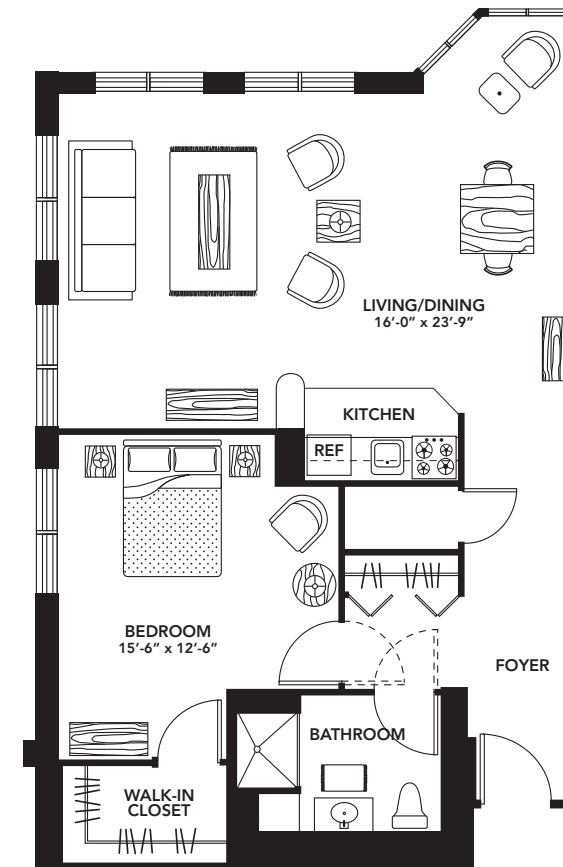 LIVING/DINING
16’-0” x 23’-9”
KITCHEN
REF
BEDROOM
15’-6” x 12’-6”
FOYER
BATHROOM
WALK-IN
CLOSET